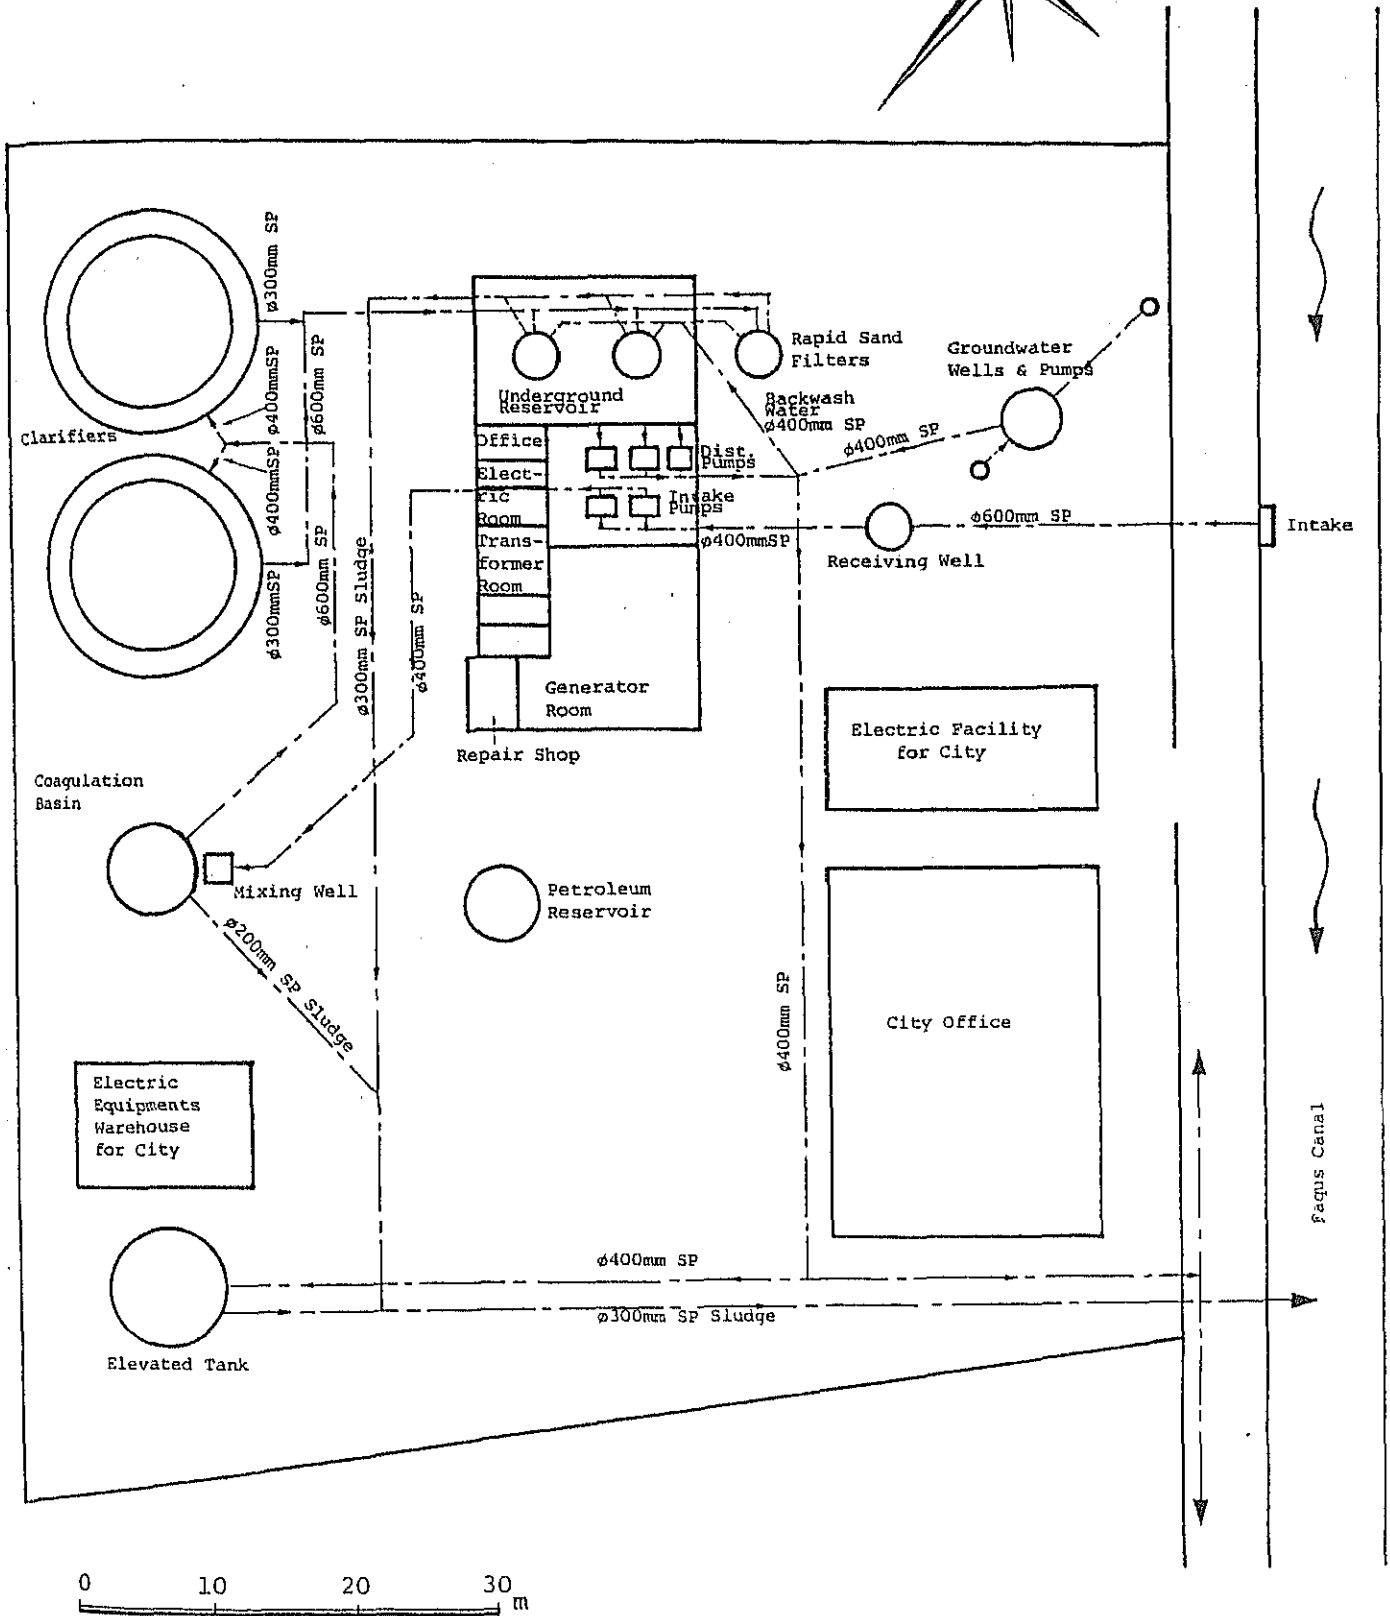 ø300mm SP
ø400mmSP
ø600mm SP
Clarifiers
ø400mmSP
ø600mm SP
ø300mmSP
ø300mm SP Sludge
ø400mm SP
Rapid Sand
Filters
Underground
Reservoir
Groundwater
Wells & Pumps
Backwash
Water
ø400mm SP
ø400mm SP
Office
Elect-
ric
Room
Trans-
former
Room
Dist.
Pumps
Intake
Pumps
ø400mmSP
ø600mm SP
Intake
Receiving Well
Generator
Room
Repair Shop
Electric Facility
for City
Coagulation
Basin
Mixing Well
Petroleum
Reservoir
ø200mm SP Sludge
ø400mm SP
City Office
Electric
Equipments
Warehouse
for City
Faqus Canal
ø400mm SP
ø300mm SP Sludge
Elevated Tank
0 10 20 30 m